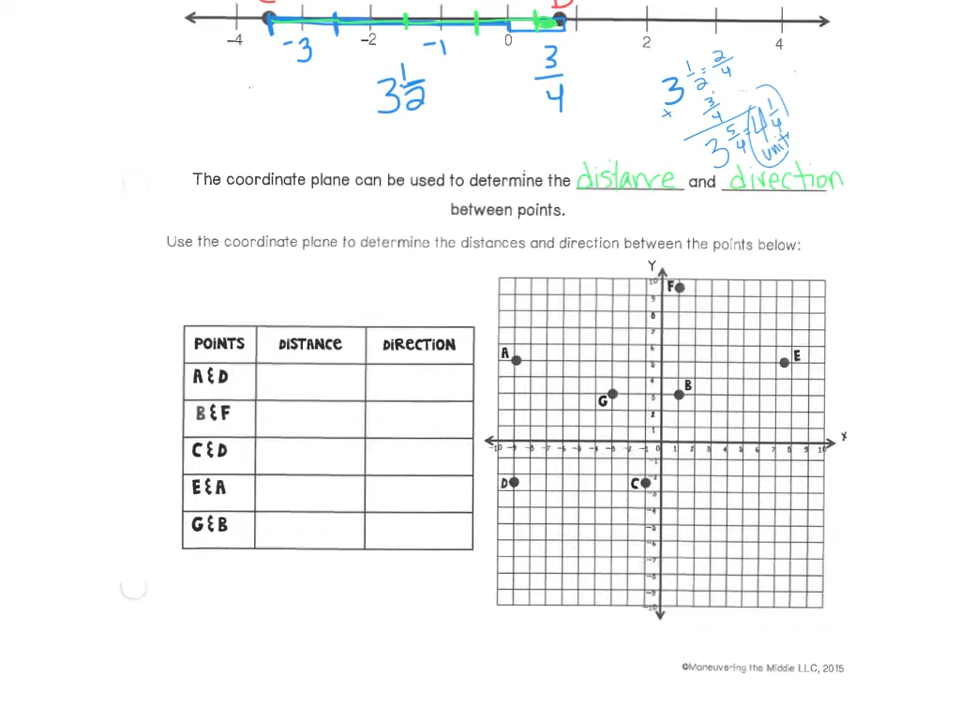 C D
-4 -2 0 2 4
-3 -1
3 1/2 3/4
3 1/2 = 2/4
+ 3/4
3 5/4 = 4 1/4
unit
The coordinate plane can be used to determine the distance and direction
between points.
Use the coordinate plane to determine the distances and direction between the points below:
POINTS DISTANCE DIRECTION
A & D
B & F
C & D
E & A
G & B
Y
F
A E
G B
X
D C
©Maneuvering the Middle LLC, 2015